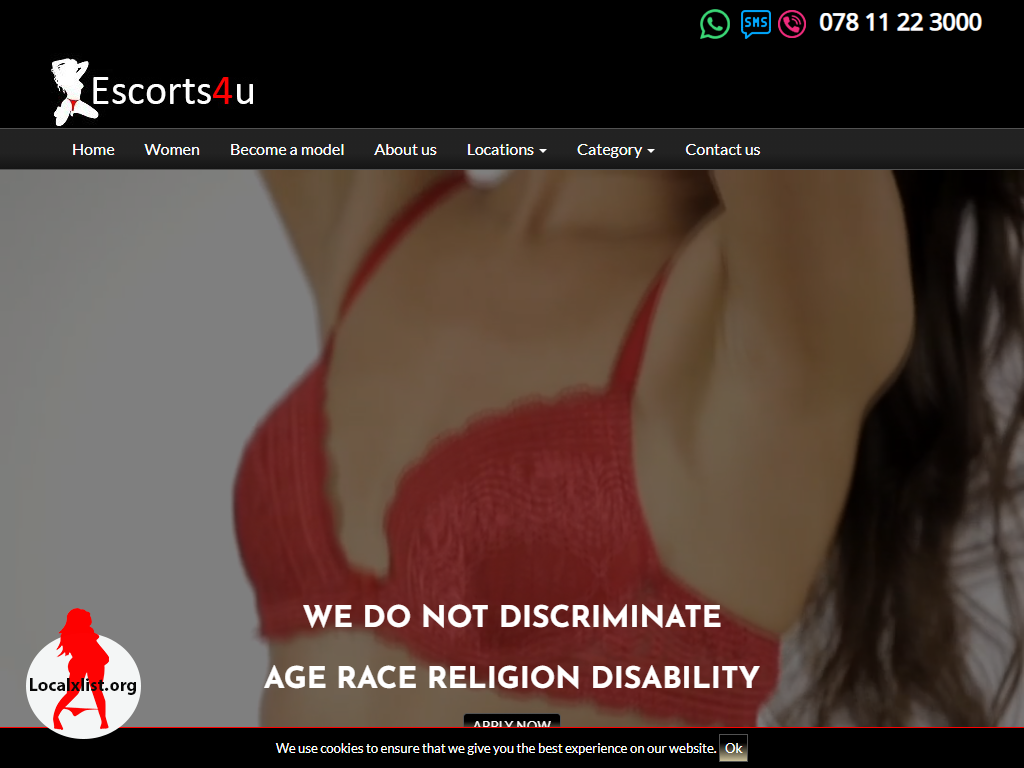 SMS
078 11 22 3000
Escorts4u
Home Women Become a model About us Locations Category Contact us
WE DO NOT DISCRIMINATE
AGE RACE RELIGION DISABILITY
APPLY NOW
Localxlist.org
We use cookies to ensure that we give you the best experience on our website. Ok